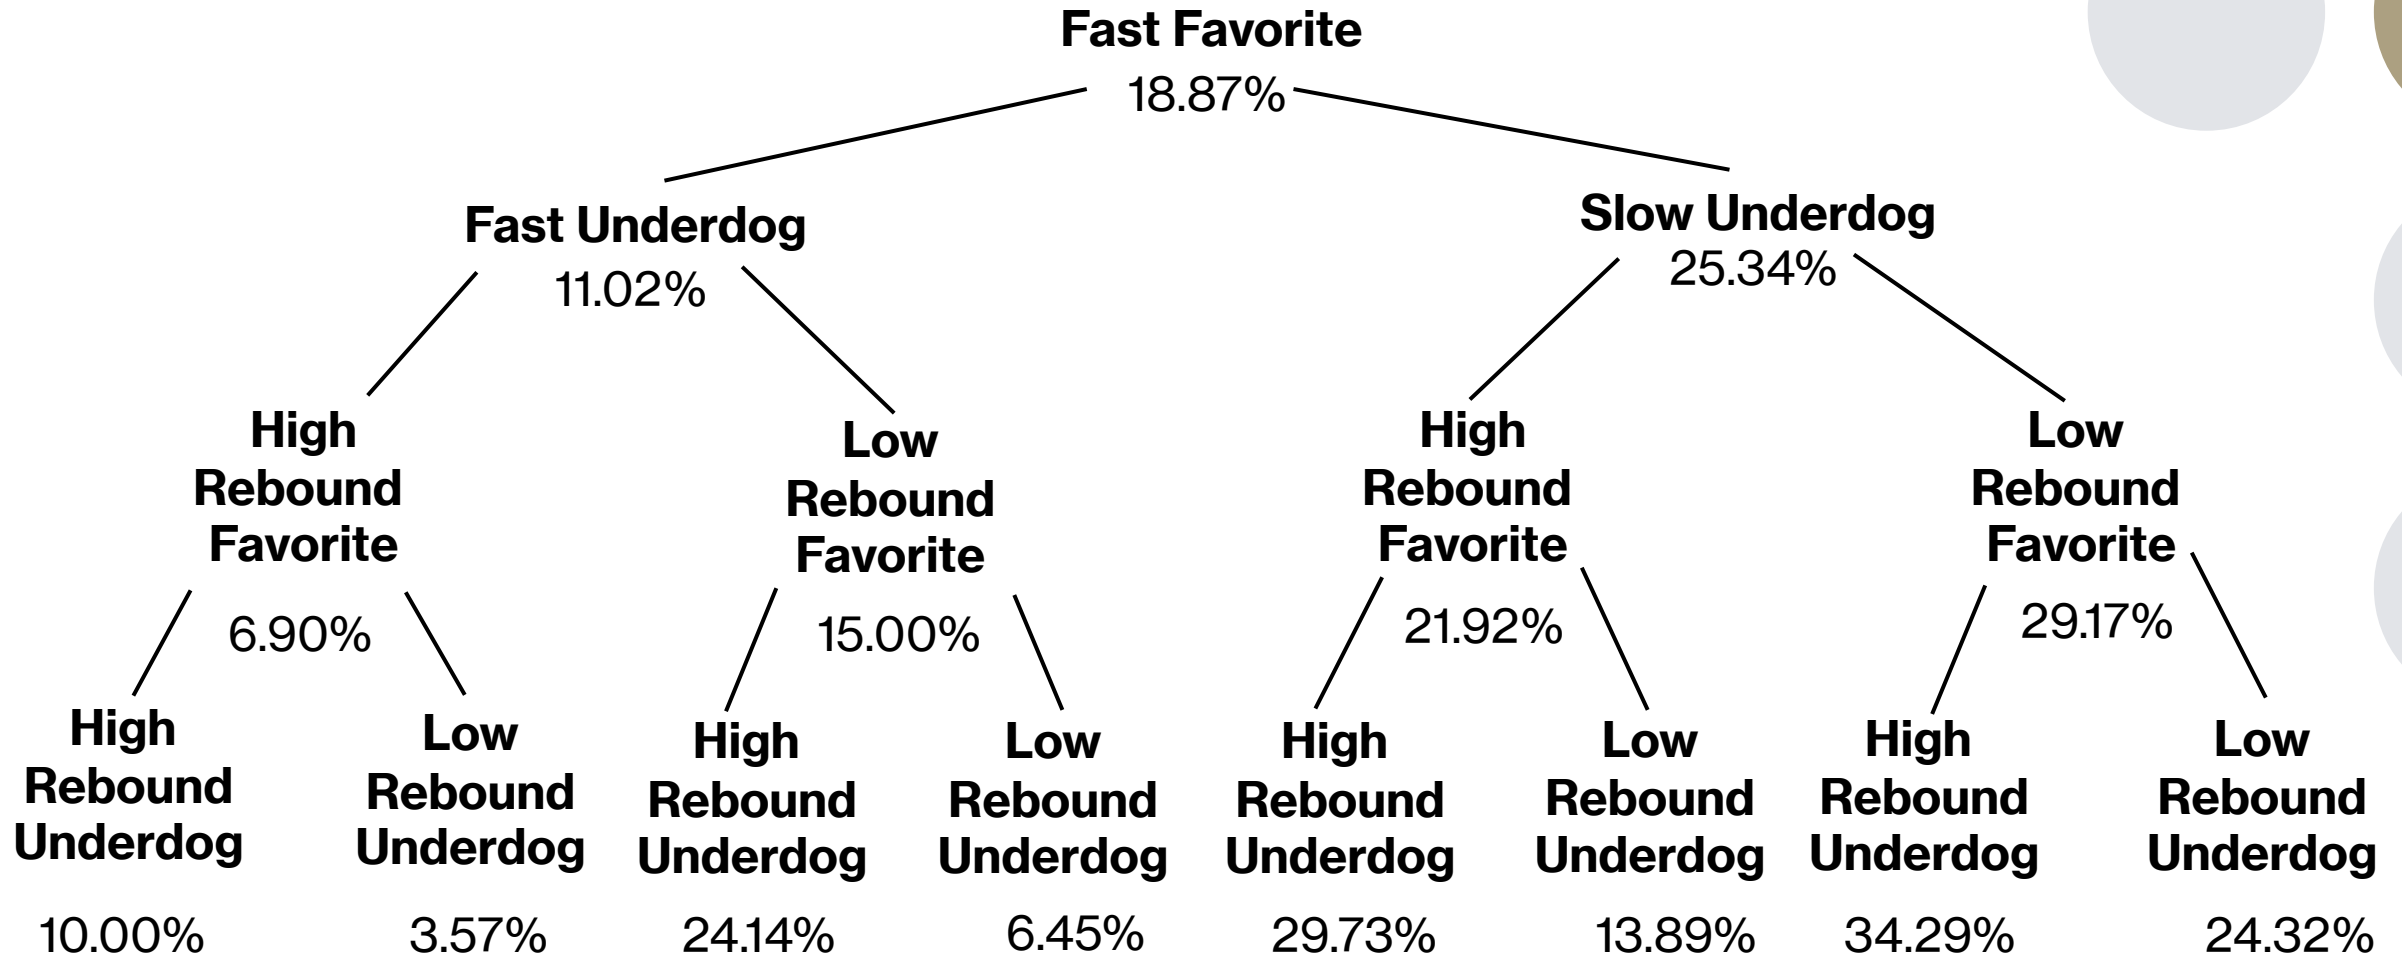 Fast Favorite
18.87%
Fast Underdog
11.02%
Slow Underdog
25.34%
High
Rebound
Favorite
6.90%
Low
Rebound
Favorite
15.00%
High
Rebound
Favorite
21.92%
Low
Rebound
Favorite
29.17%
High
Rebound
Underdog
10.00%
Low
Rebound
Underdog
3.57%
High
Rebound
Underdog
24.14%
Low
Rebound
Underdog
6.45%
High
Rebound
Underdog
29.73%
Low
Rebound
Underdog
13.89%
High
Rebound
Underdog
34.29%
Low
Rebound
Underdog
24.32%